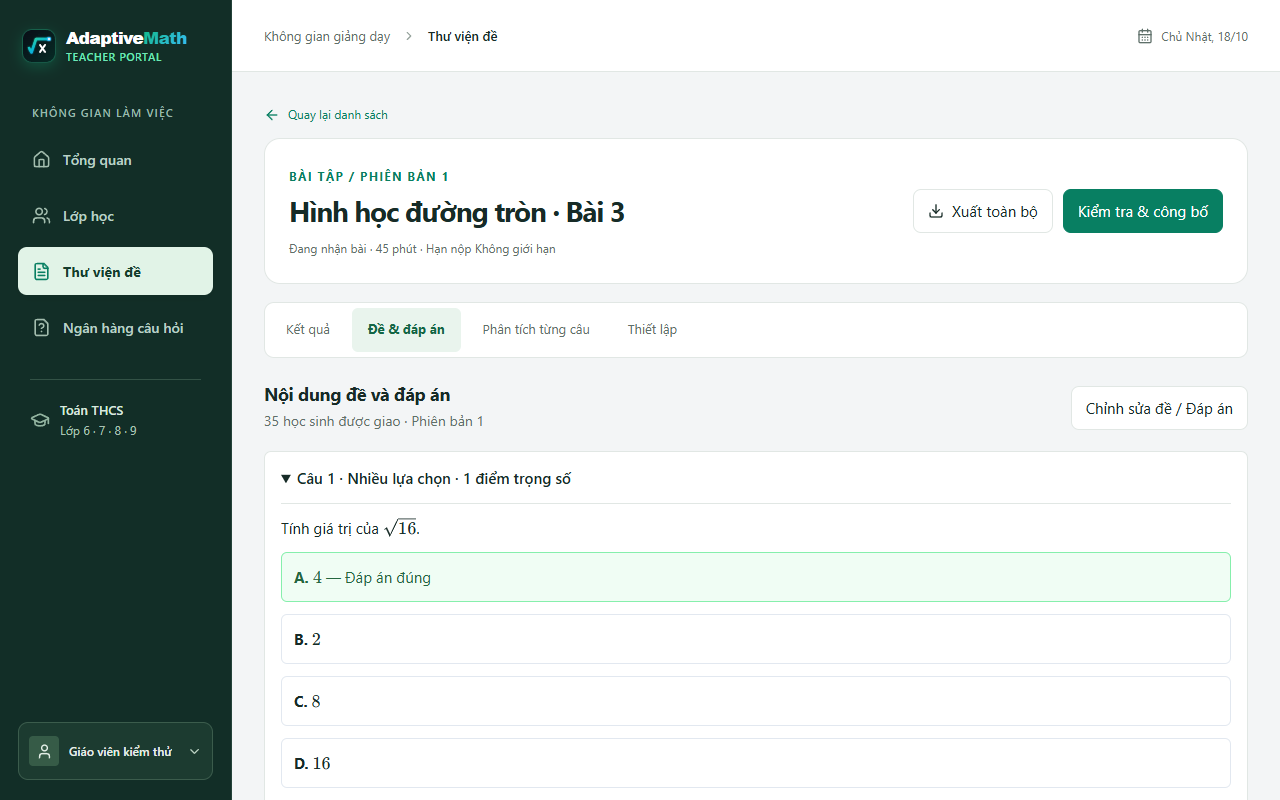 AdaptiveMath
TEACHER PORTAL
KHÔNG GIAN LÀM VIỆC
Tổng quan
Lớp học
Thư viện đề
Ngân hàng câu hỏi
Toán THCS
Lớp 6 · 7 · 8 · 9
Giáo viên kiểm thử
Không gian giảng dạy > Thư viện đề
Chủ Nhật, 18/10
Quay lại danh sách
BÀI TẬP / PHIÊN BẢN 1
Hình học đường tròn · Bài 3
Đang nhận bài · 45 phút · Hạn nộp Không giới hạn
Xuất toàn bộ
Kiểm tra & công bố
Kết quả
Đề & đáp án
Phân tích từng câu
Thiết lập
Nội dung đề và đáp án
35 học sinh được giao · Phiên bản 1
Chỉnh sửa đề / Đáp án
▼ Câu 1 · Nhiều lựa chọn · 1 điểm trọng số
Tính giá trị của √16.
A. 4 — Đáp án đúng
B. 2
C. 8
D. 16